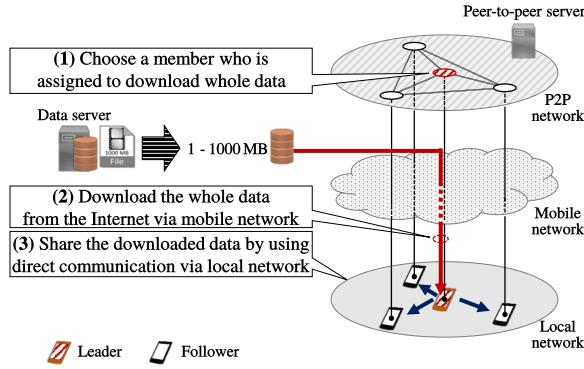 Peer-to-peer server
(1) Choose a member who is
assigned to download whole data
P2P
network
Data server
1000 MB
File
1 - 1000 MB
(2) Download the whole data
from the Internet via mobile network
Mobile
network
(3) Share the downloaded data by using
direct communication via local network
Local
network
Leader
Follower